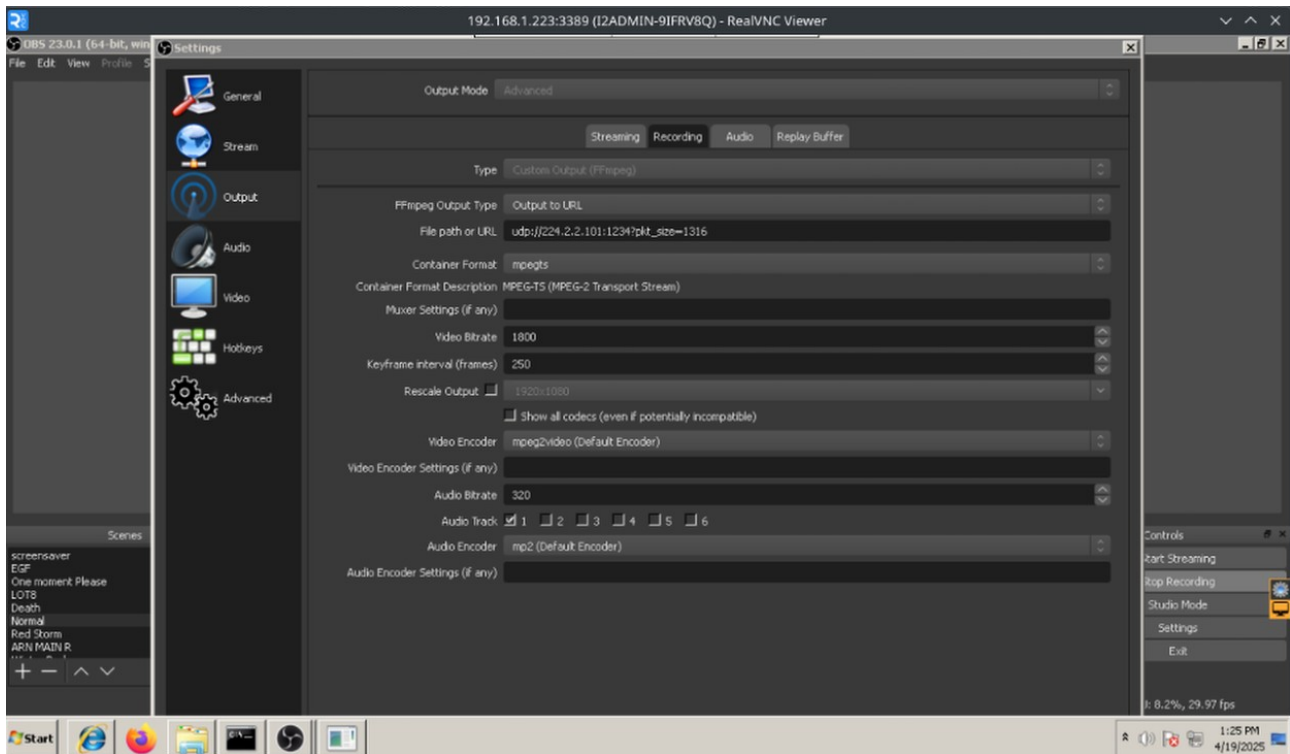 192.168.1.223:3389 (I2ADMIN-9IFRV8Q) - RealVNC Viewer
OBS 23.0.1 (64-bit, win
Settings
File Edit View Profile S
General
Stream
Output
Audio
Video
Hotkeys
Advanced
Output Mode Advanced
Streaming Recording Audio Replay Buffer
Type Custom Output (FFmpeg)
FFmpeg Output Type Output to URL
File path or URL udp://224.2.2.101:1234?pkt_size=1316
Container Format mpegts
Container Format Description MPEG-TS (MPEG-2 Transport Stream)
Muxer Settings (if any)
Video Bitrate 1800
Keyframe interval (frames) 250
Rescale Output 1920x1080
Show all codecs (even if potentially incompatible)
Video Encoder mpeg2video (Default Encoder)
Video Encoder Settings (if any)
Audio Bitrate 320
Audio Track 1 2 3 4 5 6
Audio Encoder mp2 (Default Encoder)
Audio Encoder Settings (if any)
Scenes
screensaver
EGF
One moment Please
LOT8
Death
Normal
Red Storm
ARN MAIN R
Controls
tart Streaming
top Recording
Studio Mode
Settings
Exit
: 8.2%, 29.97 fps
Start
1:25 PM
4/19/2025